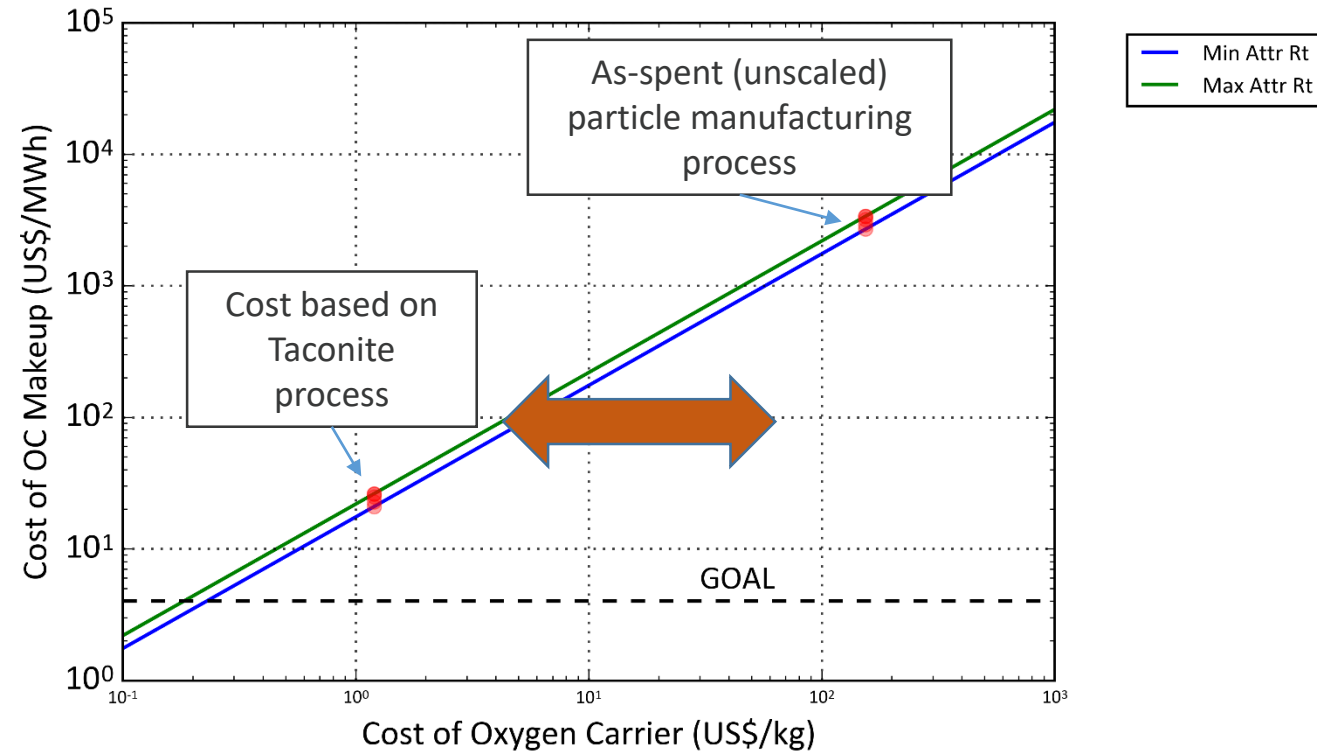 10⁵
10⁴
10³
10²
10¹
10⁰
Cost of OC Makeup (US$/MWh)
As-spent (unscaled)
particle manufacturing
process
Cost based on
Taconite
process
GOAL
10⁻¹
10⁰
10¹
10²
10³
Cost of Oxygen Carrier (US$/kg)
Min Attr Rt
Max Attr Rt